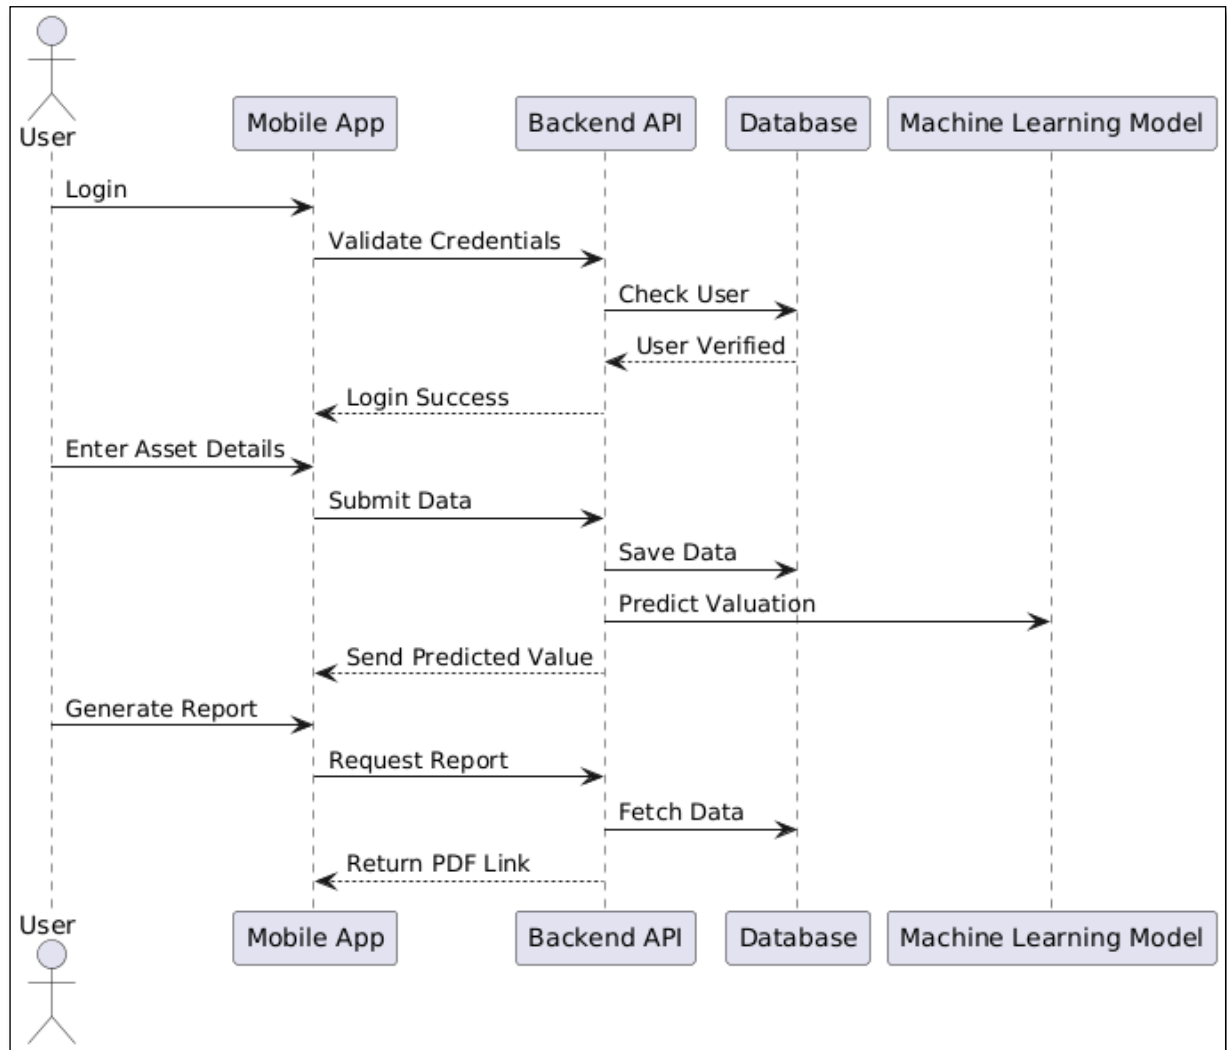 User
Mobile App
Backend API
Database
Machine Learning Model
Login
Validate Credentials
Check User
User Verified
Login Success
Enter Asset Details
Submit Data
Save Data
Predict Valuation
Send Predicted Value
Generate Report
Request Report
Fetch Data
Return PDF Link
User
Mobile App
Backend API
Database
Machine Learning Model